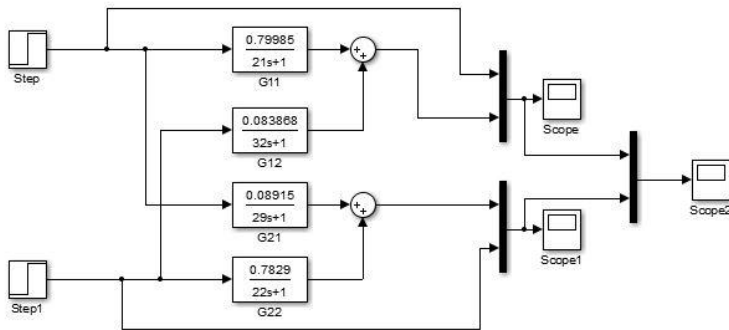 Step
0.79985
21s+1
G11
0.083868
32s+1
G12
0.08915
29s+1
G21
Step1
0.7829
22s+1
G22
+
+
+
+
Scope
Scope1
Scope2